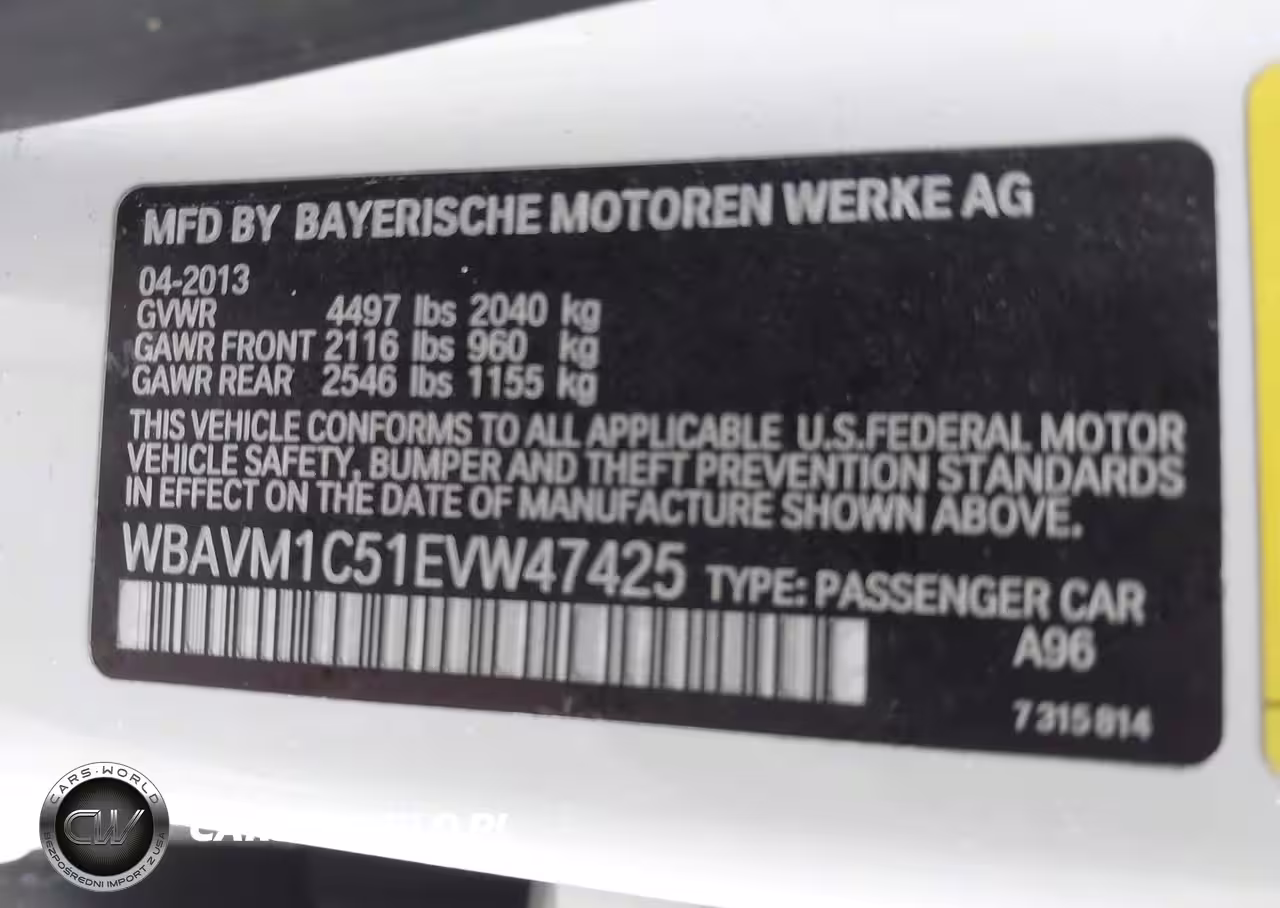 MFD BY BAYERISCHE MOTOREN WERKE AG
04-2013
GVWR 4497 lbs 2040 kg
GAWR FRONT 2116 lbs 960 kg
GAWR REAR 2546 lbs 1155 kg
THIS VEHICLE CONFORMS TO ALL APPLICABLE U.S.FEDERAL MOTOR
VEHICLE SAFETY, BUMPER AND THEFT PREVENTION STANDARDS
IN EFFECT ON THE DATE OF MANUFACTURE SHOWN ABOVE.
WBAVM1C51EVW47425 TYPE: PASSENGER CAR
A96
7 315 814
CARS-WORLD
CW
BEZPOŚREDNI IMPORT Z USA